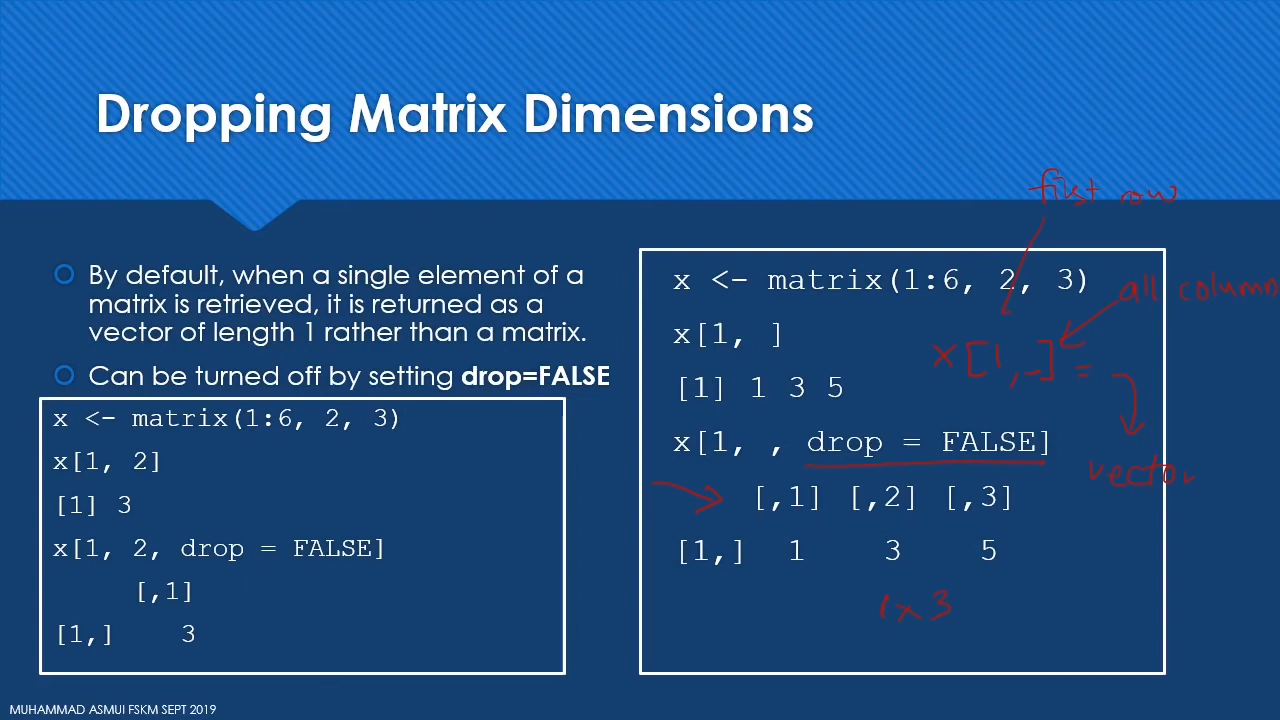 Dropping Matrix Dimensions
By default, when a single element of a
matrix is retrieved, it is returned as a
vector of length 1 rather than a matrix.
Can be turned off by setting drop=FALSE
x <- matrix(1:6, 2, 3)
x[1, 2]
[1] 3
x[1, 2, drop = FALSE]
[,1]
[1,] 3
x <- matrix(1:6, 2, 3)
x[1, ]
[1] 1 3 5
x[1, , drop = FALSE]
[,1] [,2] [,3]
[1,] 1 3 5
first row
all column
x[1,_] =
vector
1x3
MUHAMMAD ASMUI FSKM SEPT 2019